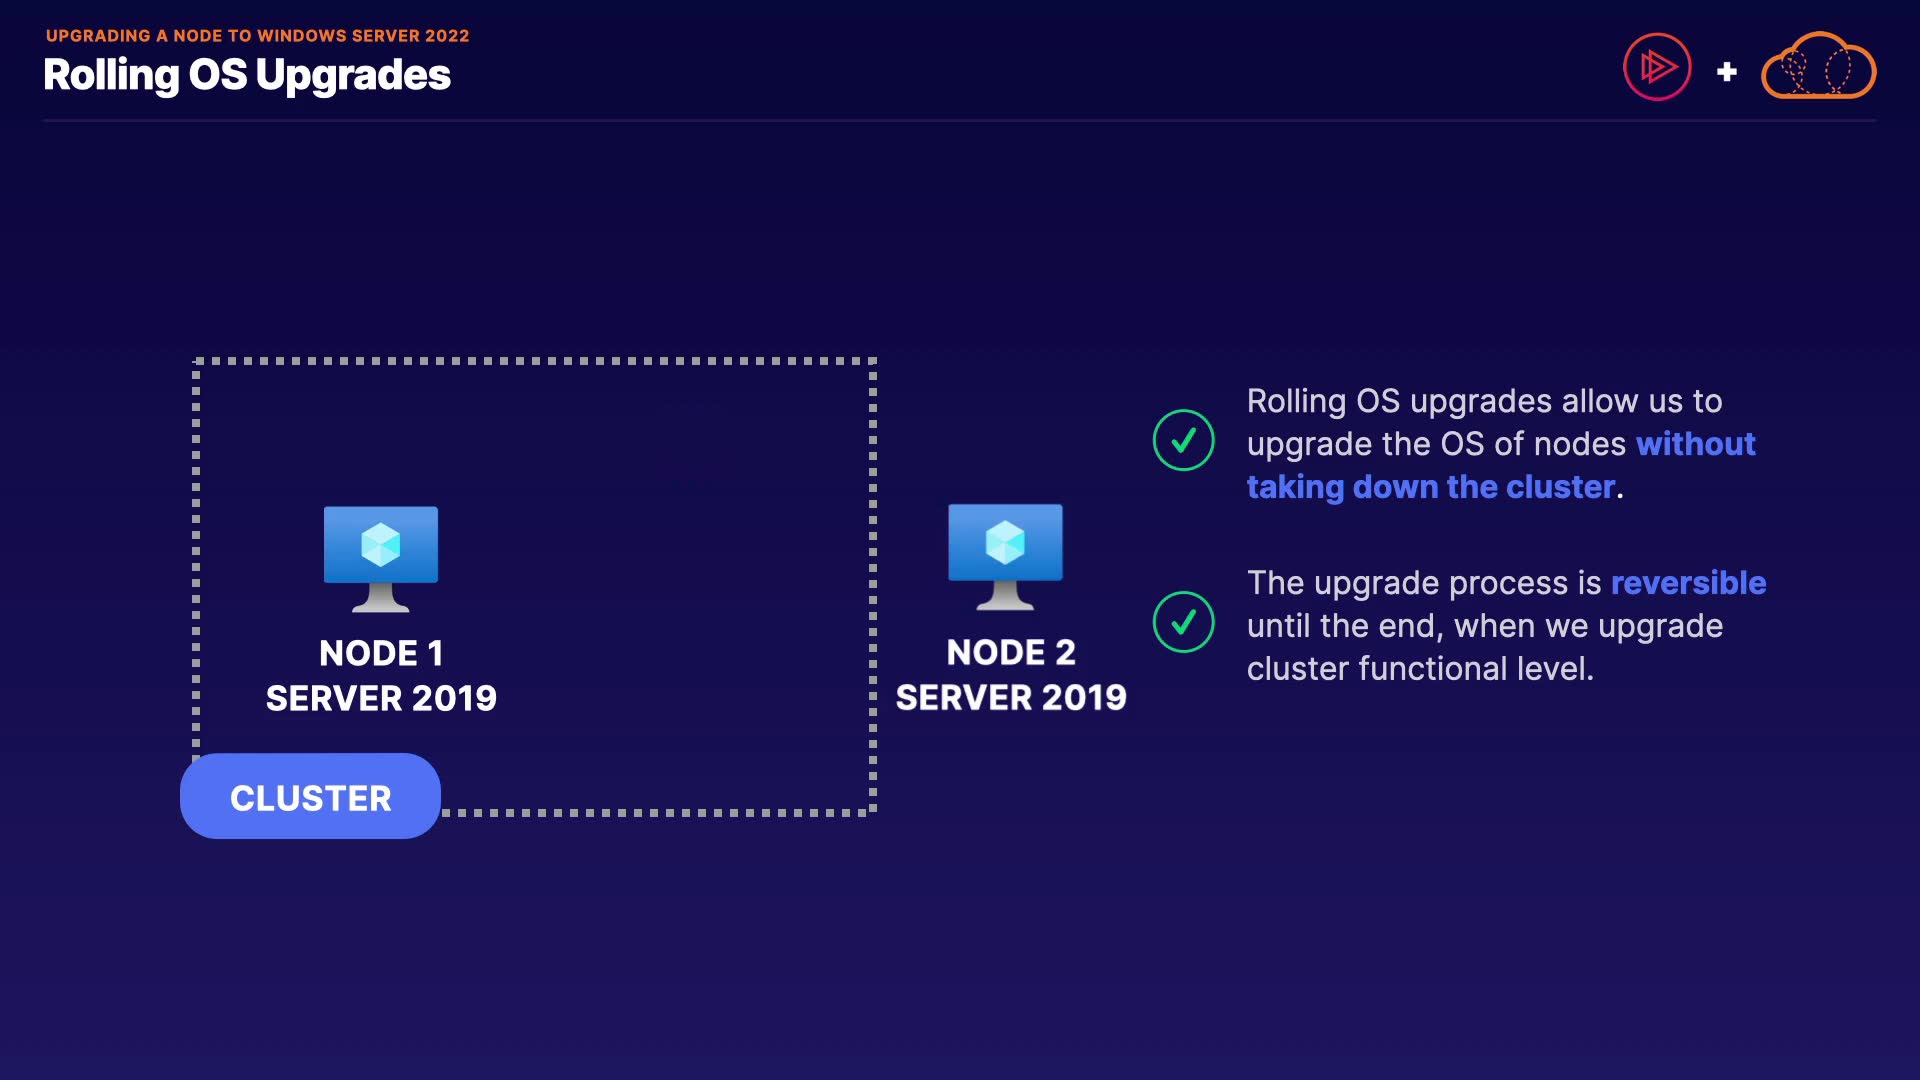 UPGRADING A NODE TO WINDOWS SERVER 2022
Rolling OS Upgrades
NODE 1
SERVER 2019
CLUSTER
NODE 2
SERVER 2019
Rolling OS upgrades allow us to
upgrade the OS of nodes without
taking down the cluster.
The upgrade process is reversible
until the end, when we upgrade
cluster functional level.